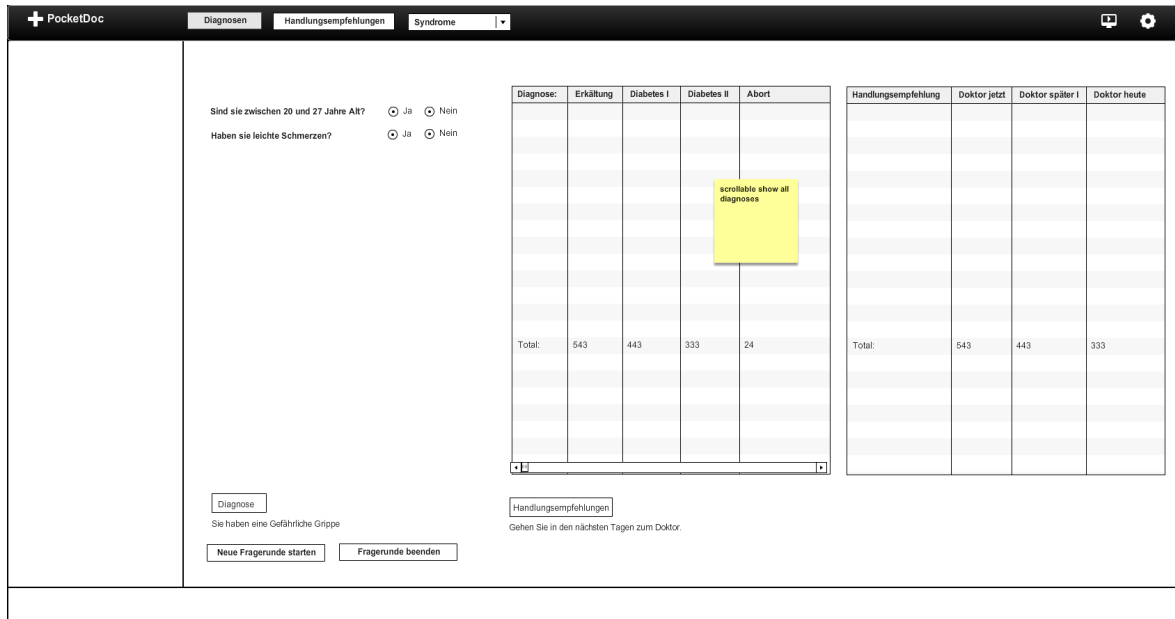 PocketDoc
Diagnosen
Handlungsempfehlungen
Syndrome
Sind sie zwischen 20 und 27 Jahre Alt? Ja Nein
Haben sie leichte Schmerzen? Ja Nein
Diagnose: Erkältung Diabetes I Diabetes II Abort
scrollable show all
diagnoses
Total: 543 443 333 24
Handlungsempfehlung Doktor jetzt Doktor später I Doktor heute
Total: 543 443 333
Diagnose
Sie haben eine Gefährliche Grippe
Handlungsempfehlungen
Gehen Sie in den nächsten Tagen zum Doktor.
Neue Fragerunde starten
Fragerunde beenden